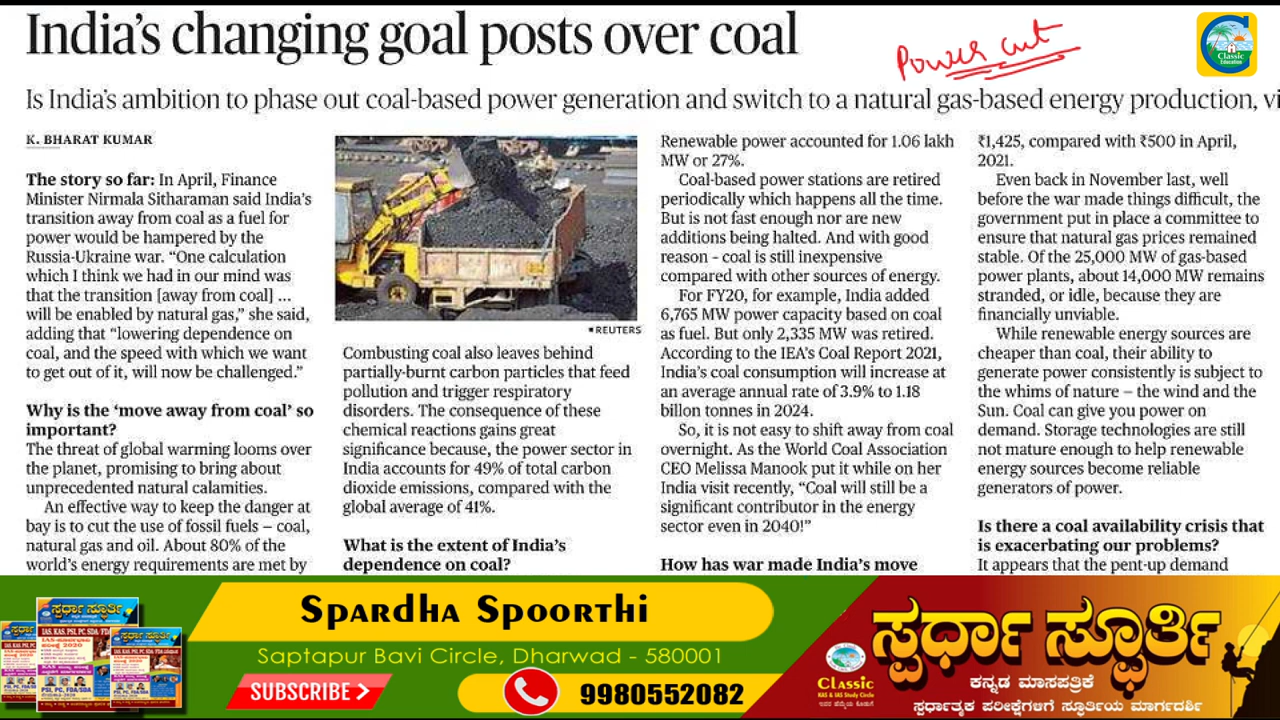 India's changing goal posts over coal
Power cut
Classic
Education
Is India's ambition to phase out coal-based power generation and switch to a natural gas-based energy production, vi
K. BHARAT KUMAR
The story so far: In April, Finance
Minister Nirmala Sitharaman said India's
transition away from coal as a fuel for
power would be hampered by the
Russia-Ukraine war. “One calculation
which I think we had in our mind was
that the transition [away from coal] ...
will be enabled by natural gas,” she said,
adding that “lowering dependence on
coal, and the speed with which we want
to get out of it, will now be challenged.”
Why is the ‘move away from coal’ so
important?
The threat of global warming looms over
the planet, promising to bring about
unprecedented natural calamities.
An effective way to keep the danger at
bay is to cut the use of fossil fuels – coal,
natural gas and oil. About 80% of the
world's energy requirements are met by
■ REUTERS
Combusting coal also leaves behind
partially-burnt carbon particles that feed
pollution and trigger respiratory
disorders. The consequence of these
chemical reactions gains great
significance because, the power sector in
India accounts for 49% of total carbon
dioxide emissions, compared with the
global average of 41%.
What is the extent of India's
dependence on coal?
Renewable power accounted for 1.06 lakh
MW or 27%.
Coal-based power stations are retired
periodically which happens all the time.
But is not fast enough nor are new
additions being halted. And with good
reason – coal is still inexpensive
compared with other sources of energy.
For FY20, for example, India added
6,765 MW power capacity based on coal
as fuel. But only 2,335 MW was retired.
According to the IEA's Coal Report 2021,
India's coal consumption will increase at
an average annual rate of 3.9% to 1.18
billon tonnes in 2024.
So, it is not easy to shift away from coal
overnight. As the World Coal Association
CEO Melissa Manook put it while on her
India visit recently, “Coal will still be a
significant contributor in the energy
sector even in 2040!”
How has war made India's move
₹1,425, compared with ₹500 in April,
2021.
Even back in November last, well
before the war made things difficult, the
government put in place a committee to
ensure that natural gas prices remained
stable. Of the 25,000 MW of gas-based
power plants, about 14,000 MW remains
stranded, or idle, because they are
financially unviable.
While renewable energy sources are
cheaper than coal, their ability to
generate power consistently is subject to
the whims of nature – the wind and the
Sun. Coal can give you power on
demand. Storage technologies are still
not mature enough to help renewable
energy sources become reliable
generators of power.
Is there a coal availability crisis that
is exacerbating our problems?
It appears that the pent-up demand
Spardha Spoorthi
Saptapur Bavi Circle, Dharwad - 580001
SUBSCRIBE
9980552082
Classic
KAS & IAS Study Circle
ಸ್ಪರ್ಧಾ ಸ್ಫೂರ್ತಿ
ಕನ್ನಡ ಮಾಸಪತ್ರಿಕೆ
ಸ್ಪರ್ಧಾತ್ಮಕ ಪರೀಕ್ಷೆಗಳಿಗೆ ಸ್ಫೂರ್ತಿಯ ಮಾರ್ಗದರ್ಶಿ